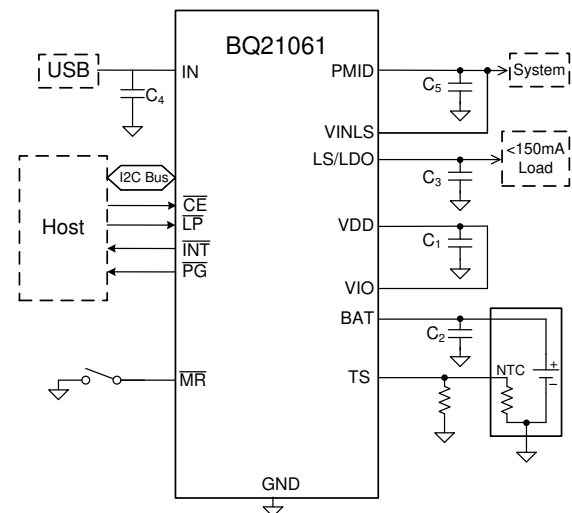 BQ21061
USB
IN
C4
I2C Bus
Host
CE
LP
INT
PG
MR
GND
PMID
System
C5
VINLS
LS/LDO
<150mA
Load
C3
VDD
C1
VIO
BAT
C2
TS
NTC
+
−